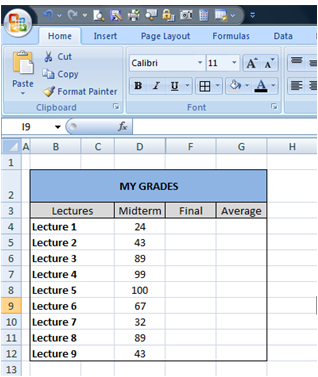 Home Insert Page Layout Formulas Data
Cut
Copy
Format Painter
Paste
Calibri 11 A A
B I U A
Clipboard Font
I9 fx
A B C D F G H
1
2 MY GRADES
3 Lectures Midterm Final Average
4 Lecture 1 24
5 Lecture 2 43
6 Lecture 3 89
7 Lecture 4 99
8 Lecture 5 100
9 Lecture 6 67
10 Lecture 7 32
11 Lecture 8 89
12 Lecture 9 43
13